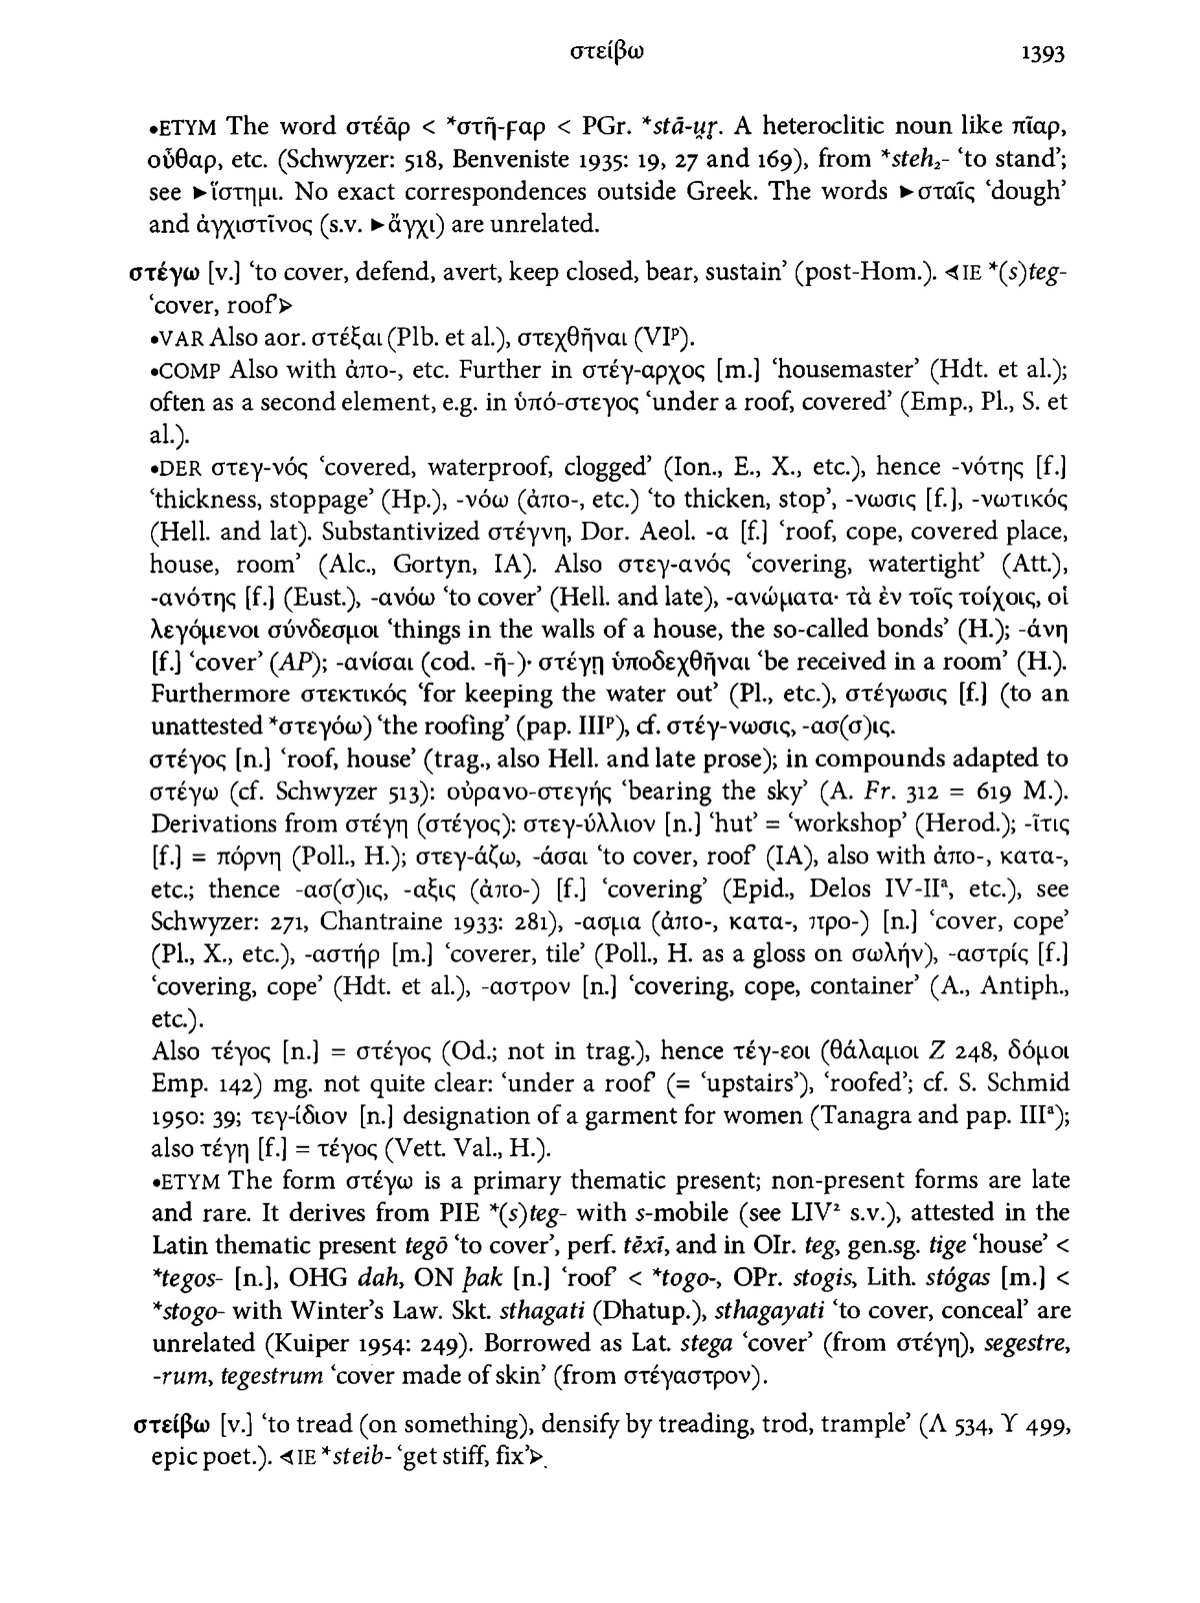 στείβω 1393
•ETYM The word στέᾱρ < *στῆ-ϝαρ < PGr. *stā-u̯r̥. A heteroclitic noun like πῖαρ,
οὖθαρ, etc. (Schwyzer: 518, Benveniste 1935: 19, 27 and 169), from *steh₂- ‘to stand’;
see ►ἵστημι. No exact correspondences outside Greek. The words ►σταῖς ‘dough’
and ἀγχιστῖνος (s.v. ►ἄγχι) are unrelated.
στέγω [v.] ‘to cover, defend, avert, keep closed, bear, sustain’ (post-Hom.). ⊲IE *(s)teg-
‘cover, roof’⊳
•VAR Also aor. στέξαι (Plb. et al.), στεχθῆναι (VIᵖ).
•COMP Also with ἀπο-, etc. Further in στέγ-αρχος [m.] ‘housemaster’ (Hdt. et al.);
often as a second element, e.g. in ὑπό-στεγος ‘under a roof, covered’ (Emp., Pl., S. et
al.).
•DER στεγ-νός ‘covered, waterproof, clogged’ (Ion., E., X., etc.), hence -νότης [f.]
‘thickness, stoppage’ (Hp.), -νόω (ἀπο-, etc.) ‘to thicken, stop’, -νωσις [f.], -νωτικός
(Hell. and lat). Substantivized στέγνη, Dor. Aeol. -α [f.] ‘roof, cope, covered place,
house, room’ (Alc., Gortyn, IA). Also στεγ-ανός ‘covering, watertight’ (Att.),
-ανότης [f.] (Eust.), -ανόω ‘to cover’ (Hell. and late), -ανώματα· τὰ ἐν τοῖς τοίχοις, οἱ
λεγόμενοι σύνδεσμοι ‘things in the walls of a house, the so-called bonds’ (H.); -άνη
[f.] ‘cover’ (AP); -ανίσαι (cod. -ῆ-)· στέγῃ ὑποδεχθῆναι ‘be received in a room’ (H.).
Furthermore στεκτικός ‘for keeping the water out’ (Pl., etc.), στέγωσις [f.] (to an
unattested *στεγόω) ‘the roofing’ (pap. IIIᵖ), cf. στέγ-νωσις, -ασ(σ)ις.
στέγος [n.] ‘roof, house’ (trag., also Hell. and late prose); in compounds adapted to
στέγω (cf. Schwyzer 513): οὐρανο-στεγής ‘bearing the sky’ (A. Fr. 312 = 619 M.).
Derivations from στέγη (στέγος): στεγ-ύλλιον [n.] ‘hut’ = ‘workshop’ (Herod.); -ῖτις
[f.] = πόρνη (Poll., H.); στεγ-άζω, -άσαι ‘to cover, roof’ (IA), also with ἀπο-, κατα-,
etc.; thence -ασ(σ)ις, -αξις (ἀπο-) [f.] ‘covering’ (Epid., Delos IV-IIᵃ, etc.), see
Schwyzer: 271, Chantraine 1933: 281), -ασμα (ἀπο-, κατα-, προ-) [n.] ‘cover, cope’
(Pl., X., etc.), -αστήρ [m.] ‘coverer, tile’ (Poll., H. as a gloss on σωλήν), -αστρίς [f.]
‘covering, cope’ (Hdt. et al.), -αστρον [n.] ‘covering, cope, container’ (A., Antiph.,
etc.).
Also τέγος [n.] = στέγος (Od.; not in trag.), hence τέγ-εοι (θάλαμοι Ζ 248, δόμοι
Emp. 142) mg. not quite clear: ‘under a roof’ (= ‘upstairs’), ‘roofed’; cf. S. Schmid
1950: 39; τεγ-ίδιον [n.] designation of a garment for women (Tanagra and pap. IIIᵃ);
also τέγη [f.] = τέγος (Vett. Val., H.).
•ETYM The form στέγω is a primary thematic present; non-present forms are late
and rare. It derives from PIE *(s)teg- with s-mobile (see LIV² s.v.), attested in the
Latin thematic present tegō ‘to cover’, perf. tēxī, and in OIr. teg, gen.sg. tige ‘house’ <
*tegos- [n.], OHG dah, ON þak [n.] ‘roof’ < *togo-, OPr. stogis, Lith. stógas [m.] <
*stogo- with Winter’s Law. Skt. sthagati (Dhatup.), sthagayati ‘to cover, conceal’ are
unrelated (Kuiper 1954: 249). Borrowed as Lat. stega ‘cover’ (from στέγη), segestre,
-rum, tegestrum ‘cover made of skin’ (from στέγαστρον).
στείβω [v.] ‘to tread (on something), densify by treading, trod, trample’ (Λ 534, Υ 499,
epic poet.). ⊲IE *steib- ‘get stiff, fix’⊳